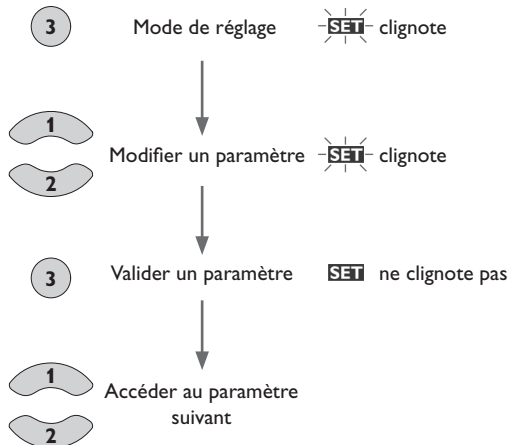 3 Mode de réglage SET clignote
1
Modifier un paramètre SET clignote
2
3 Valider un paramètre SET ne clignote pas
1
Accéder au paramètre
suivant
2